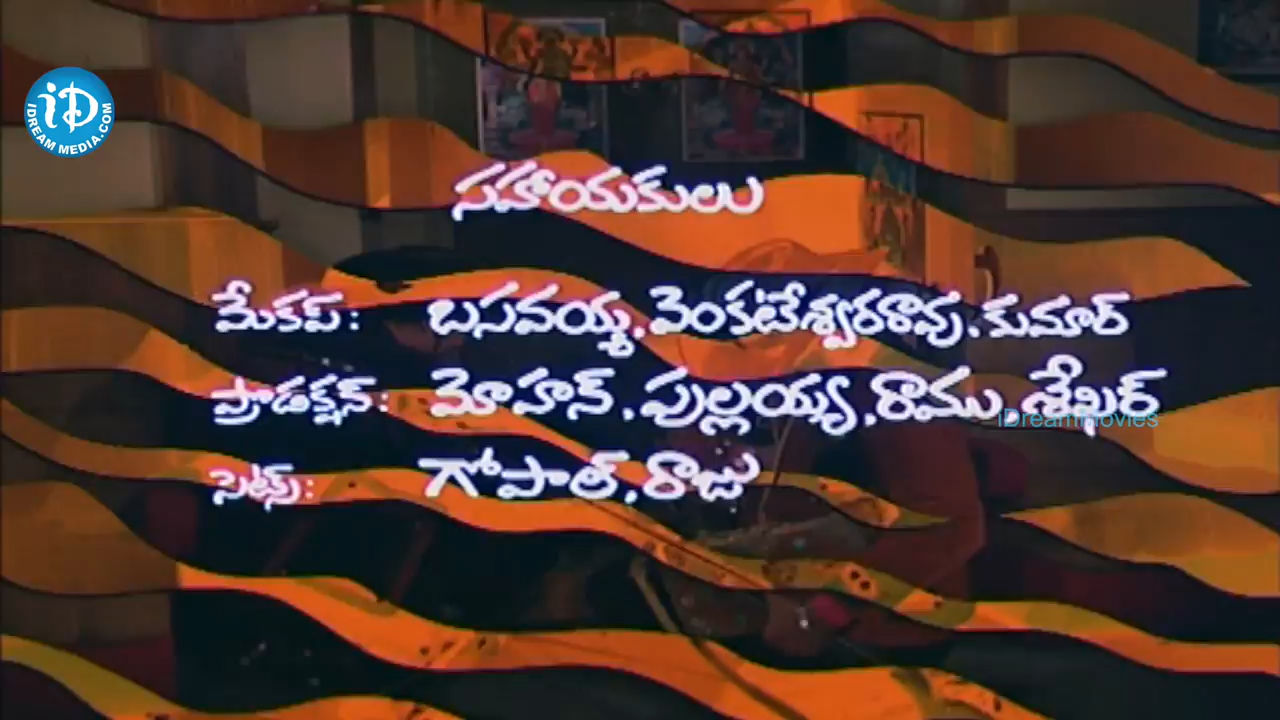 iD
IDREAM MEDIA.COM
సహాయకులు
మేకప్: బసవయ్య, వెంకటేశ్వరరావు, కుమార్
ప్రొడక్షన్: మోహన్, పుల్లయ్య, రాము, శేఖర్
iDreamMovies
సెట్స్: గోపాల్, రాజు